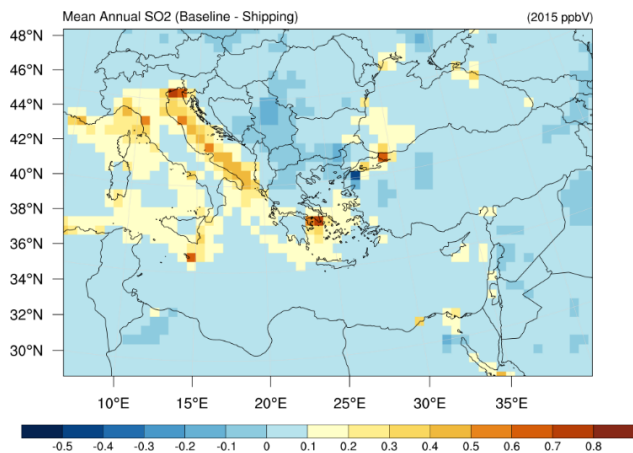 Mean Annual SO2 (Baseline - Shipping) (2015 ppbV)
48°N
46°N
44°N
42°N
40°N
38°N
36°N
34°N
32°N
30°N
10°E 15°E 20°E 25°E 30°E 35°E
-0.5 -0.4 -0.3 -0.2 -0.1 0 0.1 0.2 0.3 0.4 0.5 0.6 0.7 0.8